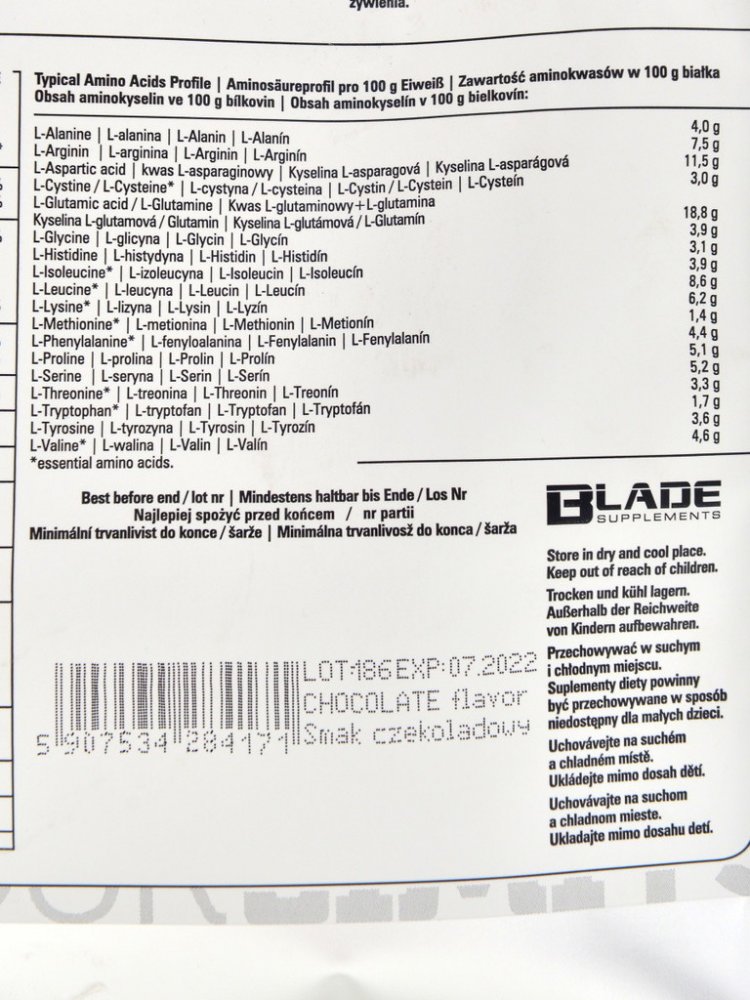 żywienia.
Typical Amino Acids Profile | Aminosäureprofil pro 100 g Eiweiß | Zawartość aminokwasów w 100 g białka
Obsah aminokyselin ve 100 g bílkovin | Obsah aminokyselín v 100 g bielkovín:
L-Alanine | L-alanina | L-Alanin | L-Alanín 4,0 g
L-Arginin | L-arginina | L-Arginin | L-Arginín 7,5 g
L-Aspartic acid | kwas L-asparaginowy | Kyselina L-asparagová | Kyselina L-asparágová 11,5 g
L-Cystine / L-Cysteine* | L-cystyna / L-cysteina | L-Cystin / L-Cystein | L-Cysteín 3,0 g
L-Glutamic acid / L-Glutamine | Kwas L-glutaminowy+L-glutamina
Kyselina L-glutamová / Glutamin | Kyselina L-glutámová / L-Glutamín 18,8 g
L-Glycine | L-glicyna | L-Glycin | L-Glycín 3,9 g
L-Histidine | L-histydyna | L-Histidin | L-Histidín 3,1 g
L-Isoleucine* | L-izoleucyna | L-Isoleucin | L-Isoleucín 3,9 g
L-Leucine* | L-leucyna | L-Leucin | L-Leucín 8,6 g
L-Lysine* | L-lizyna | L-Lysin | L-Lyzín 6,2 g
L-Methionine* | L-metionina | L-Methionin | L-Metionín 1,4 g
L-Phenylalanine* | L-fenyloalanina | L-Fenylalanin | L-Fenylalanín 4,4 g
L-Proline | L-prolina | L-Prolin | L-Prolín 5,1 g
L-Serine | L-seryna | L-Serin | L-Serín 5,2 g
L-Threonine* | L-treonina | L-Threonin | L-Treonín 3,3 g
L-Tryptophan* | L-tryptofan | L-Tryptofan | L-Tryptofán 1,7 g
L-Tyrosine | L-tyrozyna | L-Tyrosin | L-Tyrozín 3,6 g
L-Valine* | L-walina | L-Valin | L-Valín 4,6 g
*essential amino acids.
Best before end / lot nr | Mindestens haltbar bis Ende / Los Nr
Najlepiej spożyć przed końcem / nr partii
Minimální trvanlivist do konce / šarže | Minimálna trvanlivosž do konca / šarža
BLADE
SUPPLEMENTS
Store in dry and cool place.
Keep out of reach of children.
Trocken und kühl lagern.
Außerhalb der Reichweite
von Kindern aufbewahren.
Przechowywać w suchym
i chłodnym miejscu.
Suplementy diety powinny
być przechowywane w sposób
niedostępny dla małych dzieci.
Uchovávejte na suchém
a chladném místě.
Ukládejte mimo dosah dětí.
Uchovávajte na suchom
a chladnom mieste.
Ukladajte mimo dosahu detí.
LOT:186 EXP:07.2022
CHOCOLATE flavor
Smak czekoladowy
5 907534 284171